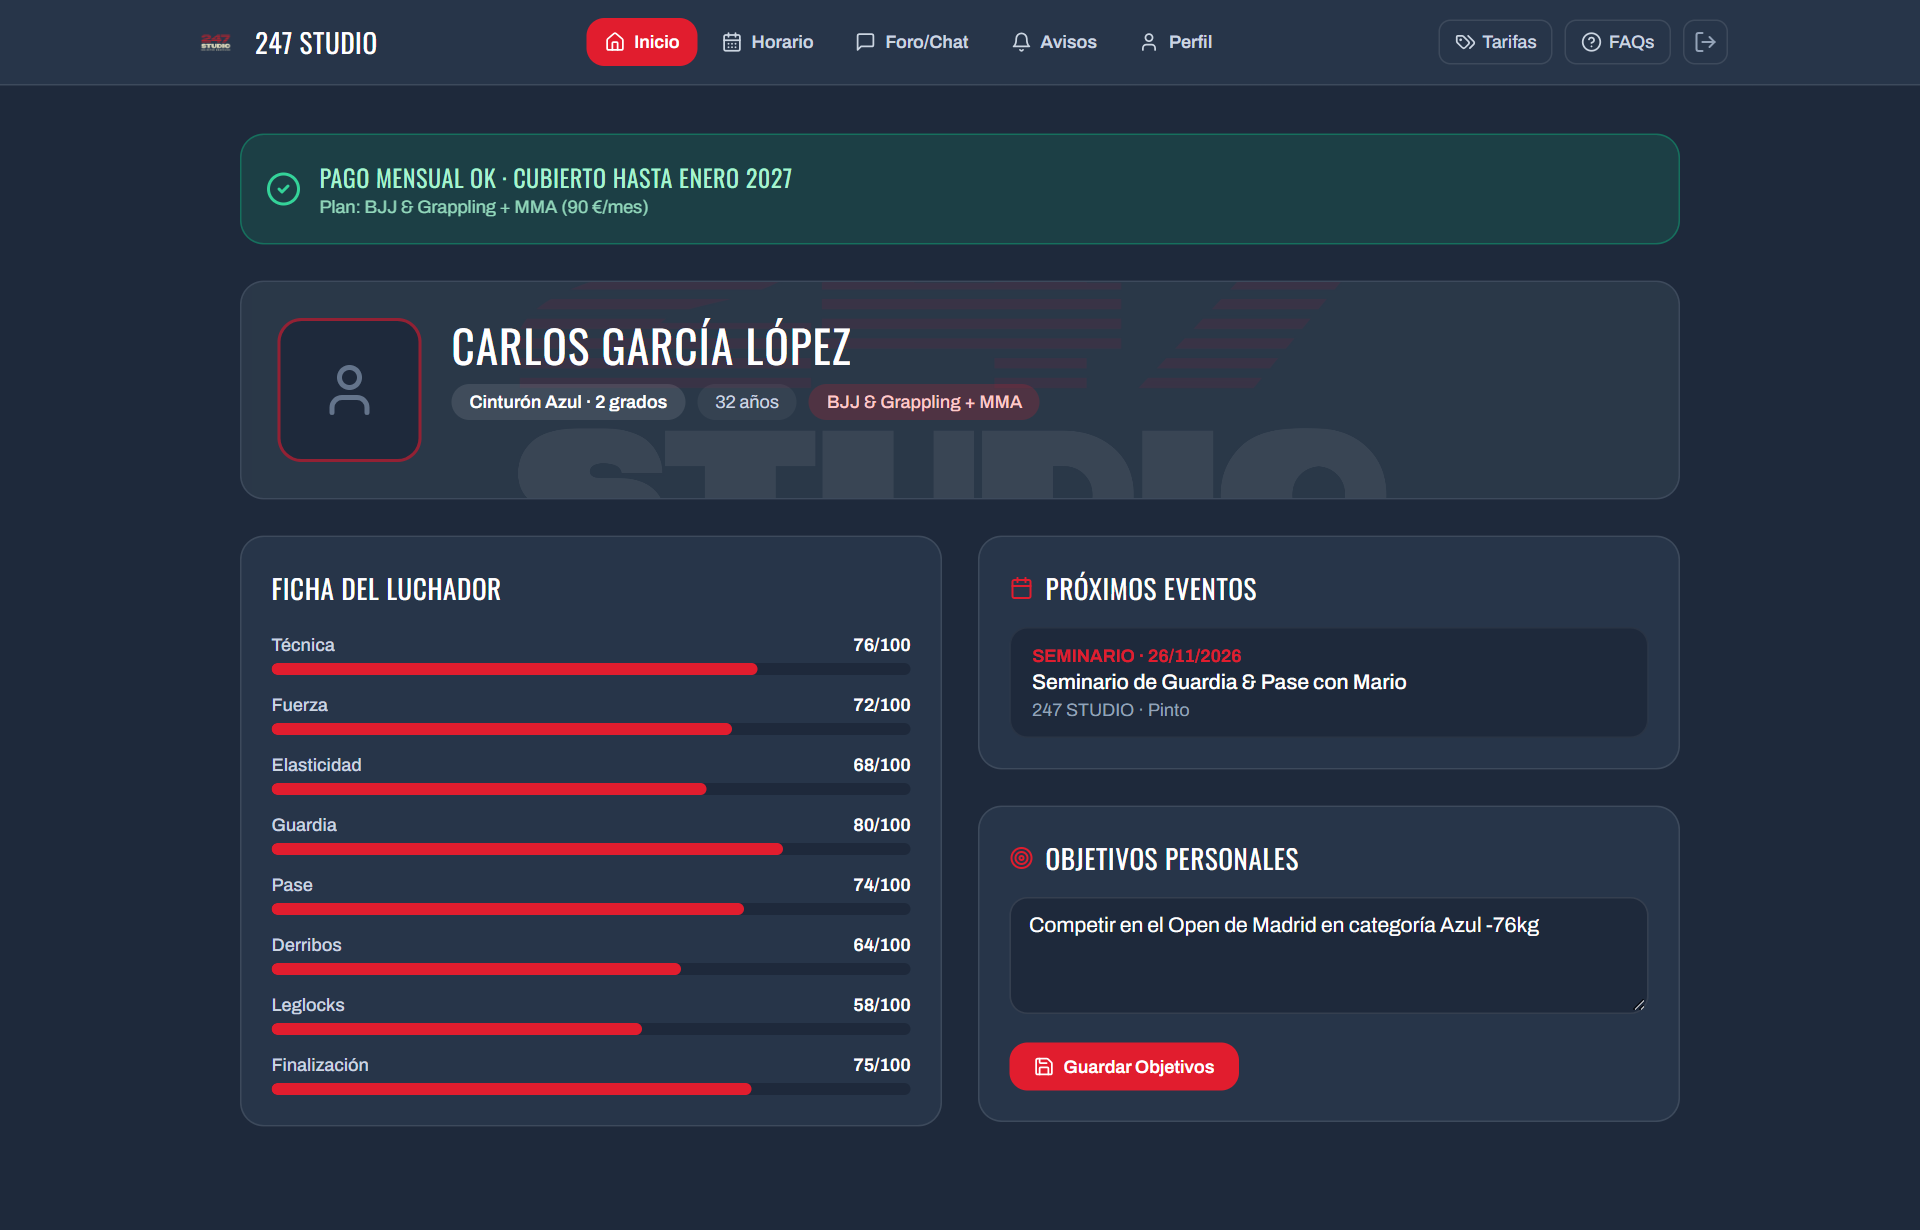 247 STUDIO
247 STUDIO
Inicio
Horario
Foro/Chat
Avisos
Perfil
Tarifas
FAQs
PAGO MENSUAL OK · CUBIERTO HASTA ENERO 2027
Plan: BJJ & Grappling + MMA (90 €/mes)
CARLOS GARCÍA LÓPEZ
Cinturón Azul · 2 grados
32 años
BJJ & Grappling + MMA
STUDIO
FICHA DEL LUCHADOR
Técnica 76/100
Fuerza 72/100
Elasticidad 68/100
Guardia 80/100
Pase 74/100
Derribos 64/100
Leglocks 58/100
Finalización 75/100
PRÓXIMOS EVENTOS
SEMINARIO · 26/11/2026
Seminario de Guardia & Pase con Mario
247 STUDIO · Pinto
OBJETIVOS PERSONALES
Competir en el Open de Madrid en categoría Azul -76kg
Guardar Objetivos